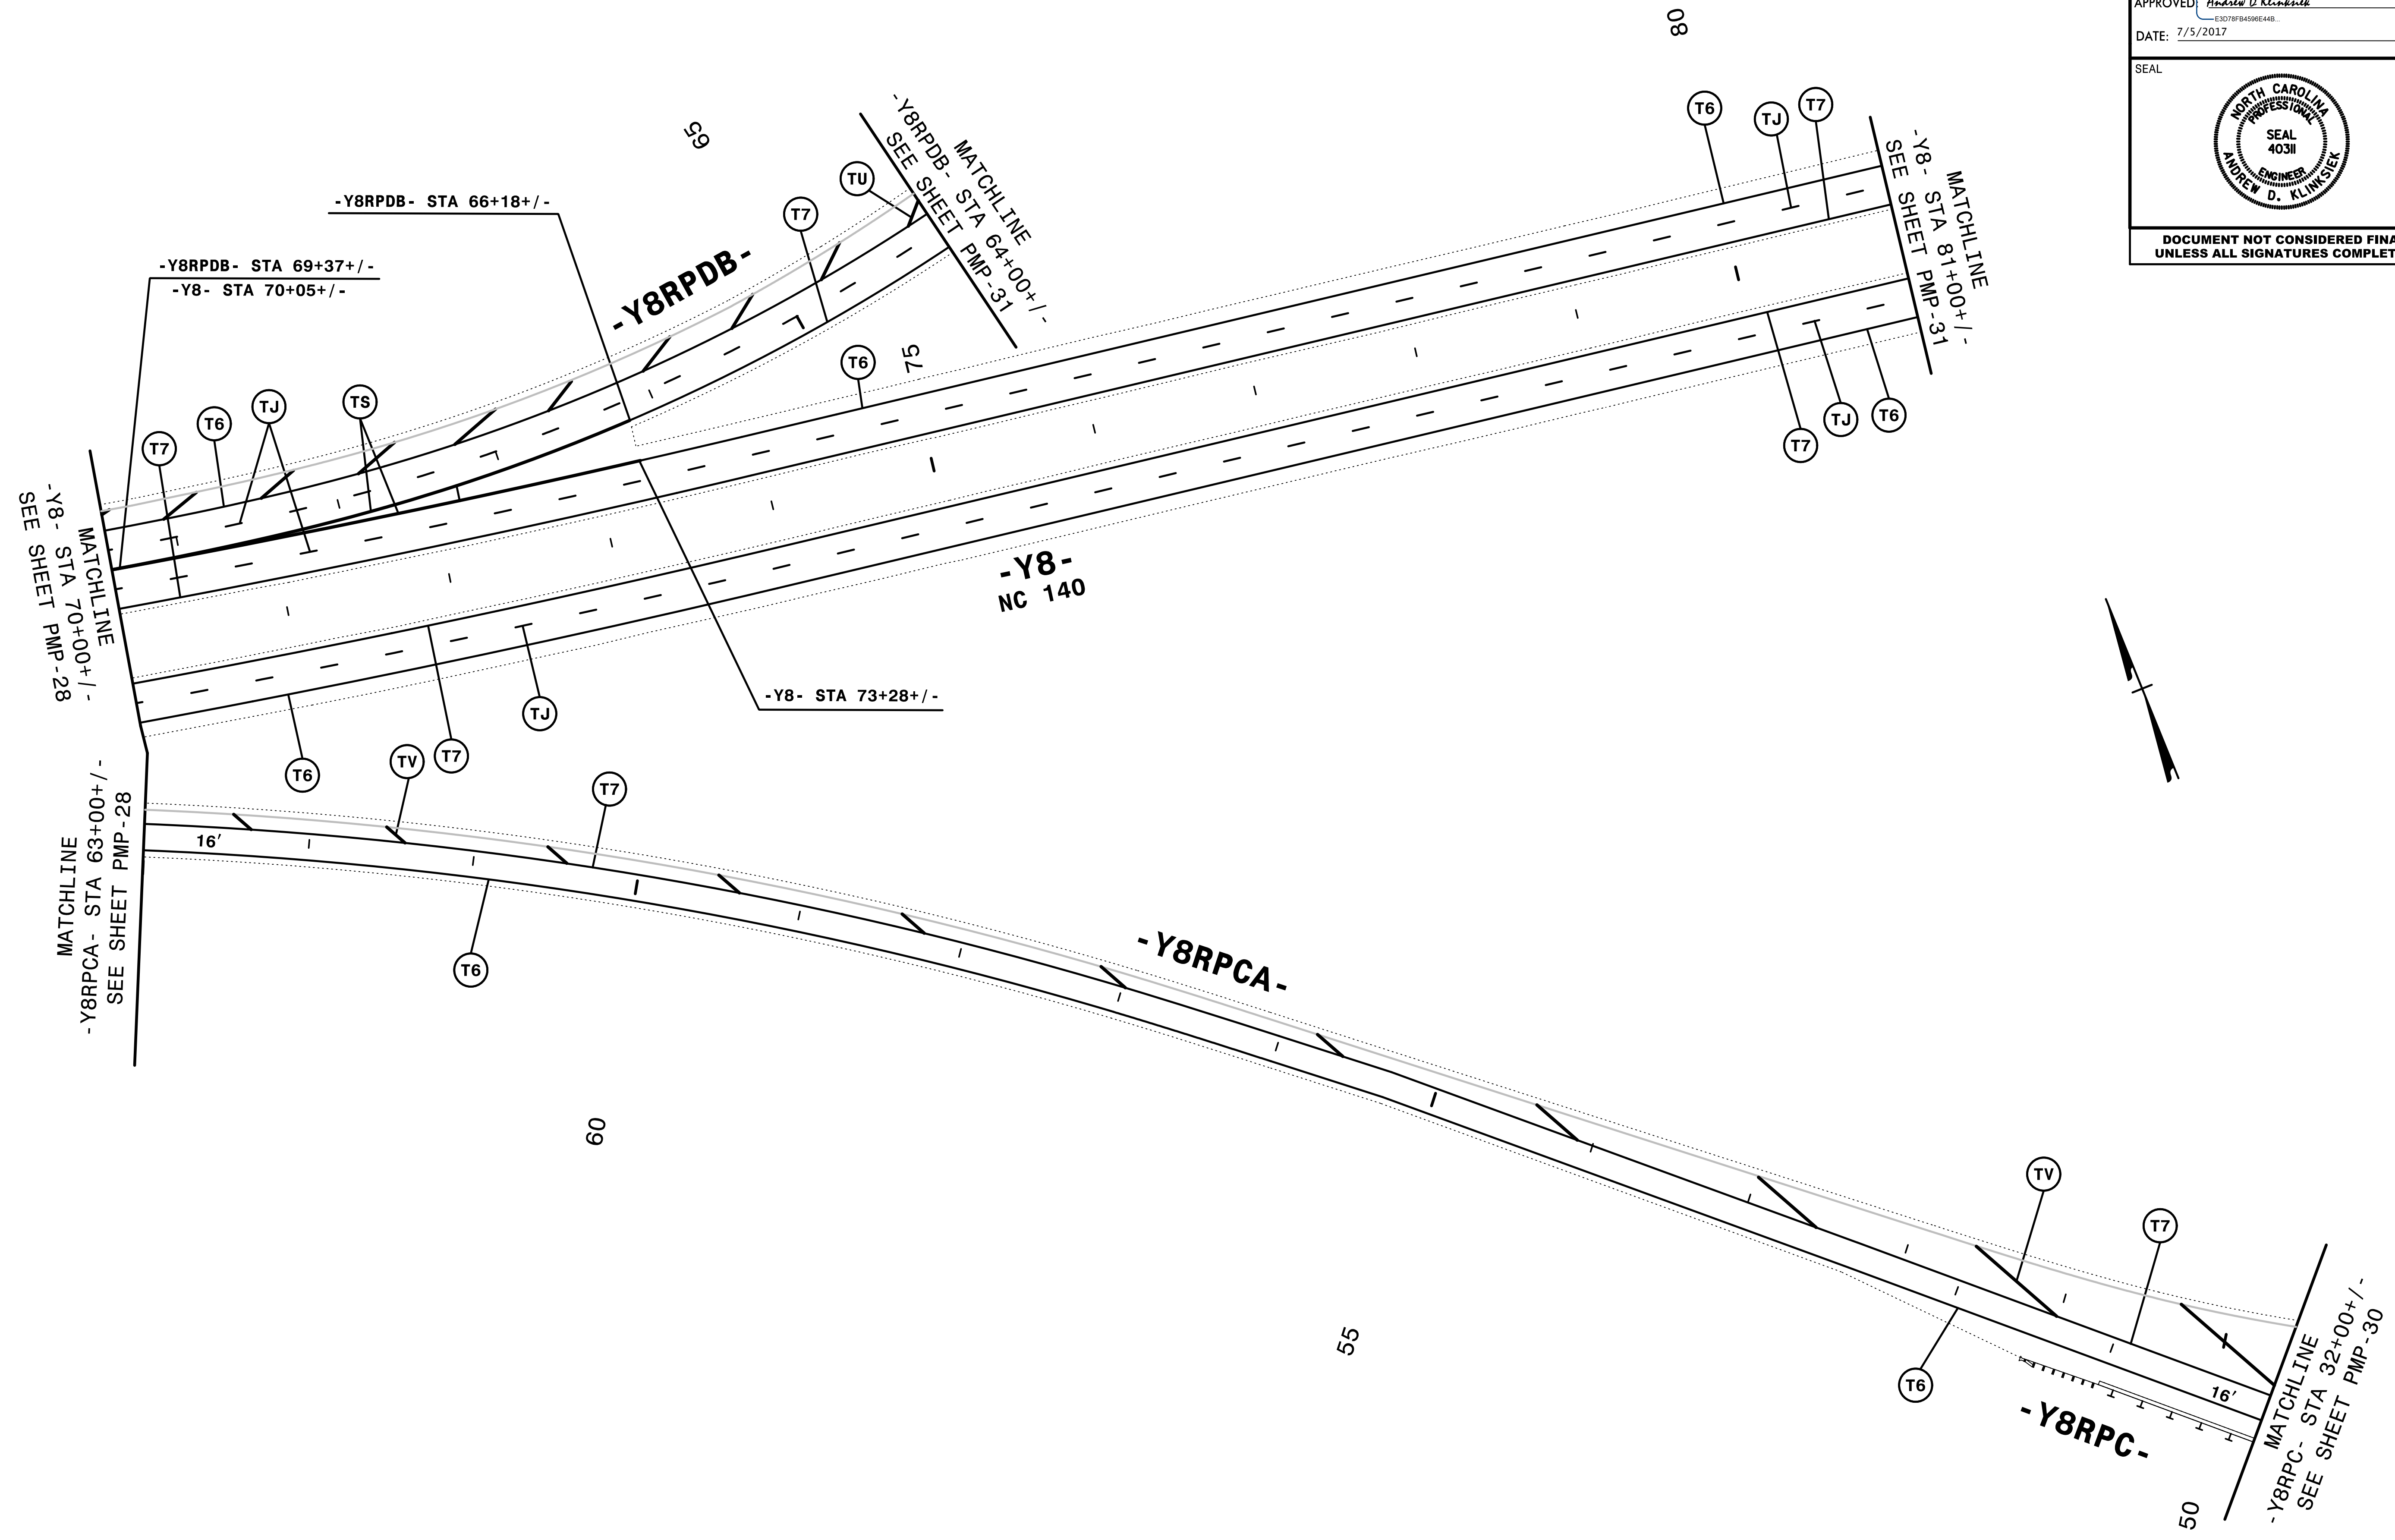 APPROVED: Andrew D. Klinksiek
E3D78FB4596E44B...
DATE: 7/5/2017
SEAL
NORTH CAROLINA
PROFESSIONAL
SEAL
40311
ENGINEER
ANDREW D. KLINKSIEK
DOCUMENT NOT CONSIDERED FINA
UNLESS ALL SIGNATURES COMPLET
80
65
T6
TJ
T7
MATCHLINE
-Y8RPDB- STA 64+00+/-
SEE SHEET PMP-31
MATCHLINE
-Y8- STA 81+00+/-
SEE SHEET PMP-31
TU
T7
-Y8RPDB- STA 66+18+/-
-Y8RPDB-
-Y8RPDB- STA 69+37+/-
-Y8- STA 70+05+/-
T6
75
T7
T6
TJ
TS
T7
TJ
T6
MATCHLINE
-Y8- STA 70+000+/-
SEE SHEET PMP-28
-Y8-
NC 140
-Y8- STA 73+28+/-
TJ
T6
TV
T7
T7
MATCHLINE
-Y8RPCA- STA 63+00+/-
SEE SHEET PMP-28
16'
T6
-Y8RPCA-
60
TV
T7
55
T6
16'
-Y8RPC-
MATCHLINE
-Y8RPC- STA 32+00+/-
SEE SHEET PMP-30
50